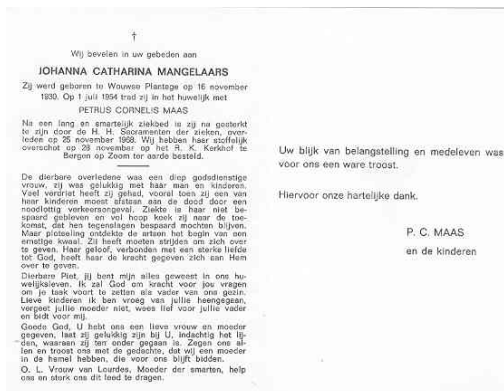 †
Wij bevelen in uw gebeden aan
JOHANNA CATHARINA MANGELAARS
Zij werd geboren te Wouwse Plantage op 16 november
1930. Op 1 juli 1954 trad zij in het huwelijk met
PETRUS CORNELIS MAAS
Na een lang en smartelijk ziekbed is zij na gesterkt
te zijn door de H. H. Sacramenten der zieken, over-
leden op 25 november 1968. Wij hebben haar stoffelijk
overschot op 28 november op het R. K. Kerkhof te
Bergen op Zoom ter aarde besteld.
De dierbare overledene was een diep godsdienstige
vrouw, zij was gelukkig met haar man en kinderen.
Veel verdriet heeft zij gehad, vooral toen zij een van
haar kinderen moest afstaan aan de dood door een
noodlottig verkeersongeval. Ziekte is haar niet be-
spaard gebleven en vol hoop keek zij naar de toe-
komst, dat hen tegenslagen bespaard mochten blijven.
Maar plotseling ontdekte de artsen het begin van een
ernstige kwaal. Zij heeft moeten strijden om zich over
te geven. Haar geloof, verbonden met een sterke liefde
tot God, heeft haar de kracht gegeven zich aan Hem
over te geven.
Dierbare Piet, jij bent mijn alles geweest in ons hu-
welijksleven. Ik zal God om kracht voor jou vragen
om je taak voort te zetten als vader van ons gezin.
Lieve kinderen ik ben vroeg van jullie heengegaan,
vergeet jullie moeder niet, wees lief voor jullie vader
en bidt voor mij.
Goede God, U hebt ons een lieve vrouw en moeder
gegeven, laat zij gelukkig zijn bij U, indachtig het lij-
den, waaraan zij ten onder gegaan is. Zegen ons al-
len en troost ons met de gedachte, dat wij een moeder
in de hemel hebben, die voor ons blijft bidden.
O. L. Vrouw van Lourdes, Moeder der smarten, help
ons en sterk ons dit leed te dragen.
Uw blijk van belangstelling en medeleven was
voor ons een ware troost.
Hiervoor onze hartelijke dank.
P. C. MAAS
en de kinderen